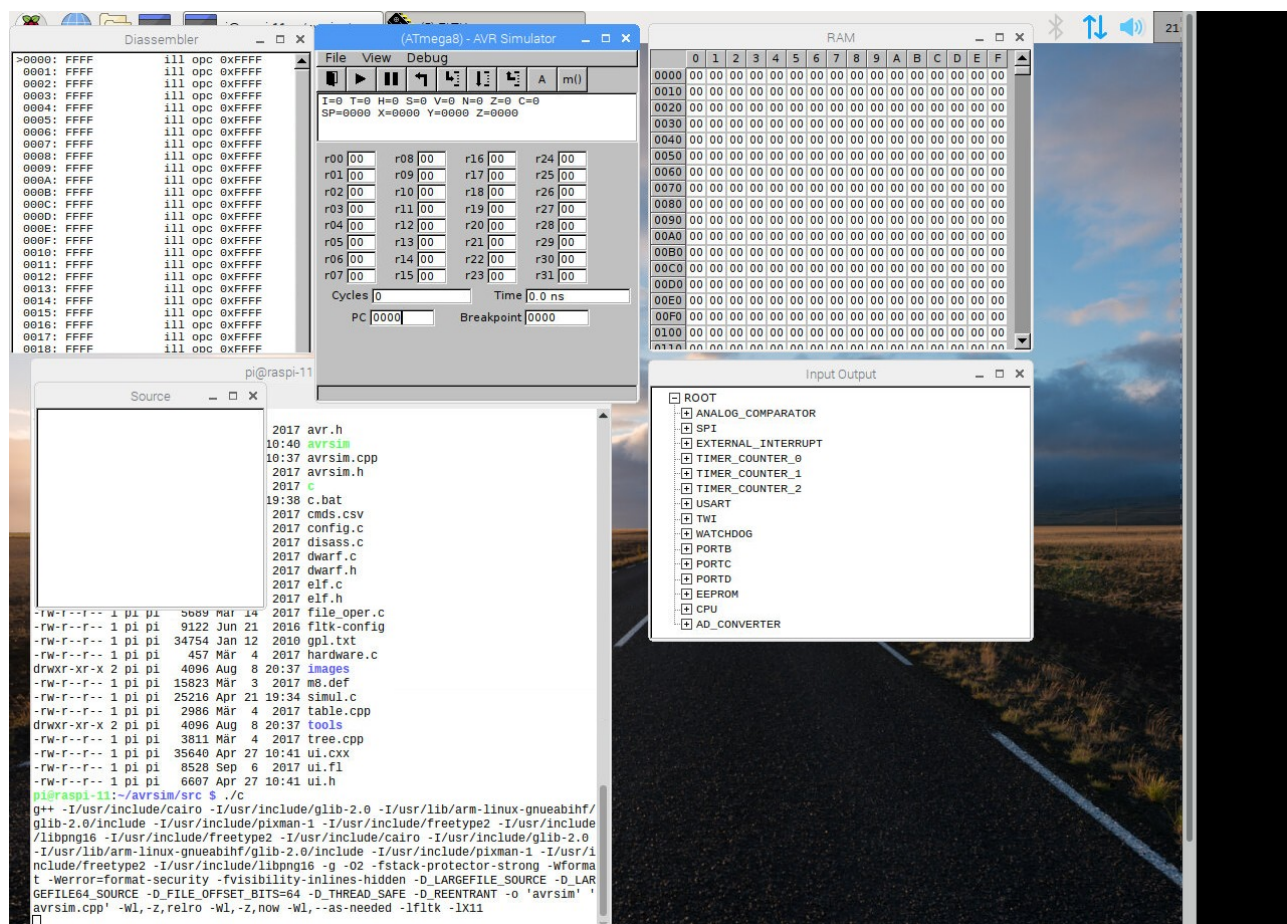 21
Diassembler
>0000: FFFF ill opc 0xFFFF
0001: FFFF ill opc 0xFFFF
0002: FFFF ill opc 0xFFFF
0003: FFFF ill opc 0xFFFF
0004: FFFF ill opc 0xFFFF
0005: FFFF ill opc 0xFFFF
0006: FFFF ill opc 0xFFFF
0007: FFFF ill opc 0xFFFF
0008: FFFF ill opc 0xFFFF
0009: FFFF ill opc 0xFFFF
000A: FFFF ill opc 0xFFFF
000B: FFFF ill opc 0xFFFF
000C: FFFF ill opc 0xFFFF
000D: FFFF ill opc 0xFFFF
000E: FFFF ill opc 0xFFFF
000F: FFFF ill opc 0xFFFF
0010: FFFF ill opc 0xFFFF
0011: FFFF ill opc 0xFFFF
0012: FFFF ill opc 0xFFFF
0013: FFFF ill opc 0xFFFF
0014: FFFF ill opc 0xFFFF
0015: FFFF ill opc 0xFFFF
0016: FFFF ill opc 0xFFFF
0017: FFFF ill opc 0xFFFF
0018: FFFF ill opc 0xFFFF
(ATmega8) - AVR Simulator
File View Debug
A m()
I=0 T=0 H=0 S=0 V=0 N=0 Z=0 C=0
SP=0000 X=0000 Y=0000 Z=0000
r00 00 r08 00 r16 00 r24 00
r01 00 r09 00 r17 00 r25 00
r02 00 r10 00 r18 00 r26 00
r03 00 r11 00 r19 00 r27 00
r04 00 r12 00 r20 00 r28 00
r05 00 r13 00 r21 00 r29 00
r06 00 r14 00 r22 00 r30 00
r07 00 r15 00 r23 00 r31 00
Cycles 0 Time 0.0 ns
PC 0000 Breakpoint 0000
RAM
0 1 2 3 4 5 6 7 8 9 A B C D E F
0000 00 00 00 00 00 00 00 00 00 00 00 00 00 00 00 00
0010 00 00 00 00 00 00 00 00 00 00 00 00 00 00 00 00
0020 00 00 00 00 00 00 00 00 00 00 00 00 00 00 00 00
0030 00 00 00 00 00 00 00 00 00 00 00 00 00 00 00 00
0040 00 00 00 00 00 00 00 00 00 00 00 00 00 00 00 00
0050 00 00 00 00 00 00 00 00 00 00 00 00 00 00 00 00
0060 00 00 00 00 00 00 00 00 00 00 00 00 00 00 00 00
0070 00 00 00 00 00 00 00 00 00 00 00 00 00 00 00 00
0080 00 00 00 00 00 00 00 00 00 00 00 00 00 00 00 00
0090 00 00 00 00 00 00 00 00 00 00 00 00 00 00 00 00
00A0 00 00 00 00 00 00 00 00 00 00 00 00 00 00 00 00
00B0 00 00 00 00 00 00 00 00 00 00 00 00 00 00 00 00
00C0 00 00 00 00 00 00 00 00 00 00 00 00 00 00 00 00
00D0 00 00 00 00 00 00 00 00 00 00 00 00 00 00 00 00
00E0 00 00 00 00 00 00 00 00 00 00 00 00 00 00 00 00
00F0 00 00 00 00 00 00 00 00 00 00 00 00 00 00 00 00
0100 00 00 00 00 00 00 00 00 00 00 00 00 00 00 00 00
0110 00 00 00 00 00 00 00 00 00 00 00 00 00 00 00 00
pi@raspi-11
Source
2017 avr.h
10:40 avrsim
10:37 avrsim.cpp
2017 avrsim.h
2017 c
19:38 c.bat
2017 cmds.csv
2017 config.c
2017 disass.c
2017 dwarf.c
2017 dwarf.h
2017 elf.c
2017 elf.h
-rw-r--r-- 1 pi pi 5689 Mär 14 2017 file_oper.c
-rw-r--r-- 1 pi pi 9122 Jun 21 2016 fltk-config
-rw-r--r-- 1 pi pi 34754 Jan 12 2010 gpl.txt
-rw-r--r-- 1 pi pi 457 Mär 4 2017 hardware.c
drwxr-xr-x 2 pi pi 4096 Aug 8 20:37 images
-rw-r--r-- 1 pi pi 15823 Mär 3 2017 m8.def
-rw-r--r-- 1 pi pi 25216 Apr 21 19:34 simul.c
-rw-r--r-- 1 pi pi 2986 Mär 4 2017 table.cpp
drwxr-xr-x 2 pi pi 4096 Aug 8 20:37 tools
-rw-r--r-- 1 pi pi 3811 Mär 4 2017 tree.cpp
-rw-r--r-- 1 pi pi 35640 Apr 27 10:41 ui.cxx
-rw-r--r-- 1 pi pi 8528 Sep 6 2017 ui.fl
-rw-r--r-- 1 pi pi 6607 Apr 27 10:41 ui.h
pi@raspi-11:~/avrsim/src $ ./c
g++ -I/usr/include/cairo -I/usr/include/glib-2.0 -I/usr/lib/arm-linux-gnueabihf/
glib-2.0/include -I/usr/include/pixman-1 -I/usr/include/freetype2 -I/usr/include
/libpng16 -I/usr/include/freetype2 -I/usr/include/cairo -I/usr/include/glib-2.0
-I/usr/lib/arm-linux-gnueabihf/glib-2.0/include -I/usr/include/pixman-1 -I/usr/i
nclude/freetype2 -I/usr/include/libpng16 -g -O2 -fstack-protector-strong -Wforma
t -Werror=format-security -fvisibility-inlines-hidden -D_LARGEFILE_SOURCE -D_LAR
GEFILE64_SOURCE -D_FILE_OFFSET_BITS=64 -D_THREAD_SAFE -D_REENTRANT -o 'avrsim' '
avrsim.cpp' -Wl,-z,relro -Wl,-z,now -Wl,--as-needed -lfltk -lX11
Input Output
ROOT
ANALOG_COMPARATOR
SPI
EXTERNAL_INTERRUPT
TIMER_COUNTER_0
TIMER_COUNTER_1
TIMER_COUNTER_2
USART
TWI
WATCHDOG
PORTB
PORTC
PORTD
EEPROM
CPU
AD_CONVERTER